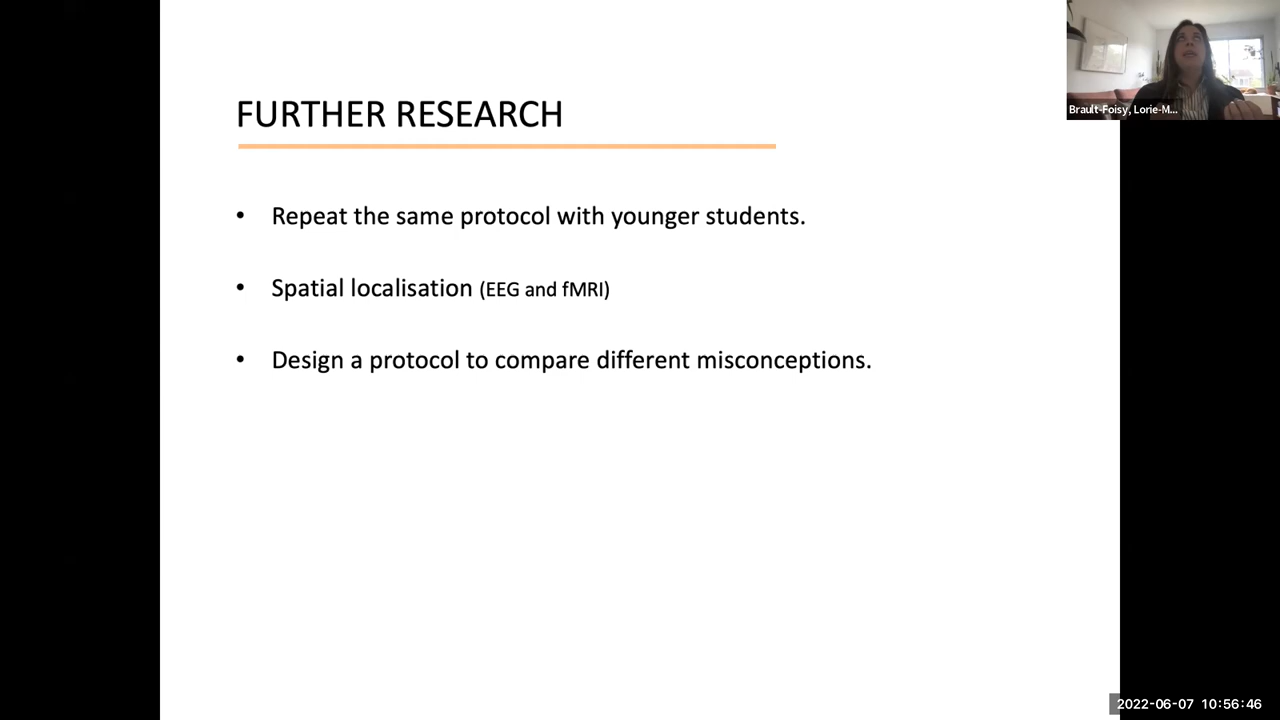 FURTHER RESEARCH
• Repeat the same protocol with younger students.
• Spatial localisation (EEG and fMRI)
• Design a protocol to compare different misconceptions.
Brault-Foisy, Lorie-M...
2022-06-07 10:56:46